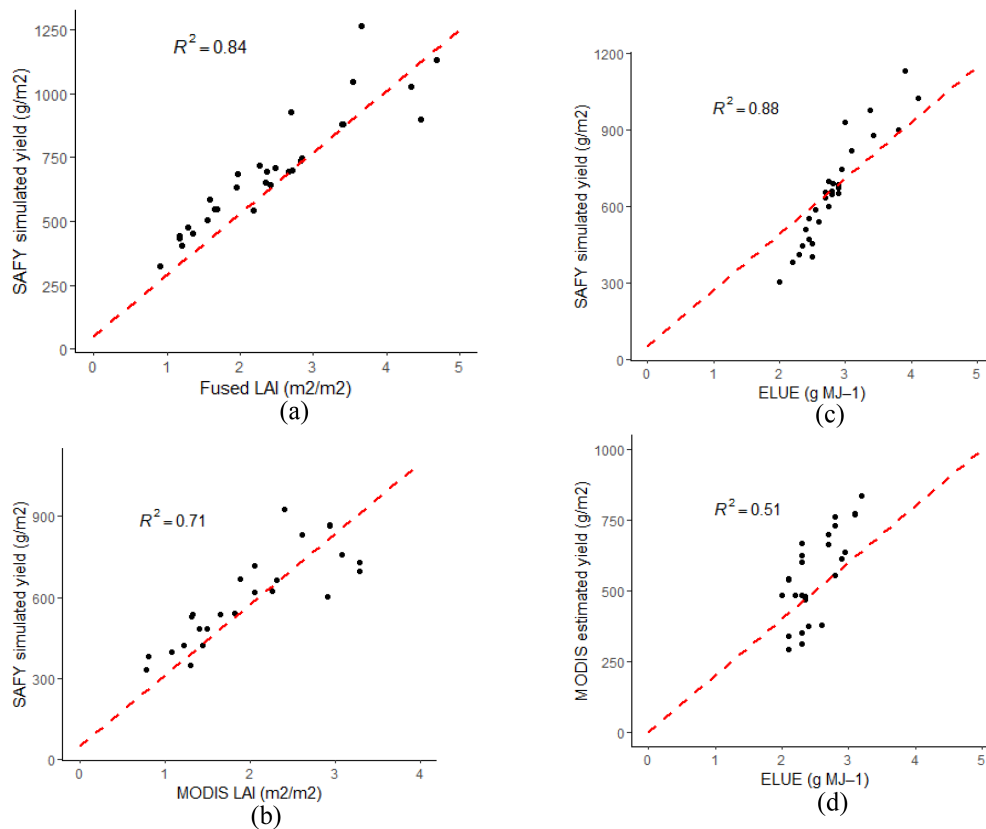 1250
1000
750
500
250
0
SAFY simulated yield (g/m2)
R² = 0.84
0 1 2 3 4 5
Fused LAI (m2/m2)
(a)
900
600
300
0
SAFY simulated yield (g/m2)
R² = 0.71
0 1 2 3 4
MODIS LAI (m2/m2)
(b)
1200
900
600
300
0
SAFY simulated yield (g/m2)
R² = 0.88
0 1 2 3 4 5
ELUE (g MJ–1)
(c)
1000
750
500
250
0
MODIS estimated yield (g/m2)
R² = 0.51
0 1 2 3 4 5
ELUE (g MJ–1)
(d)